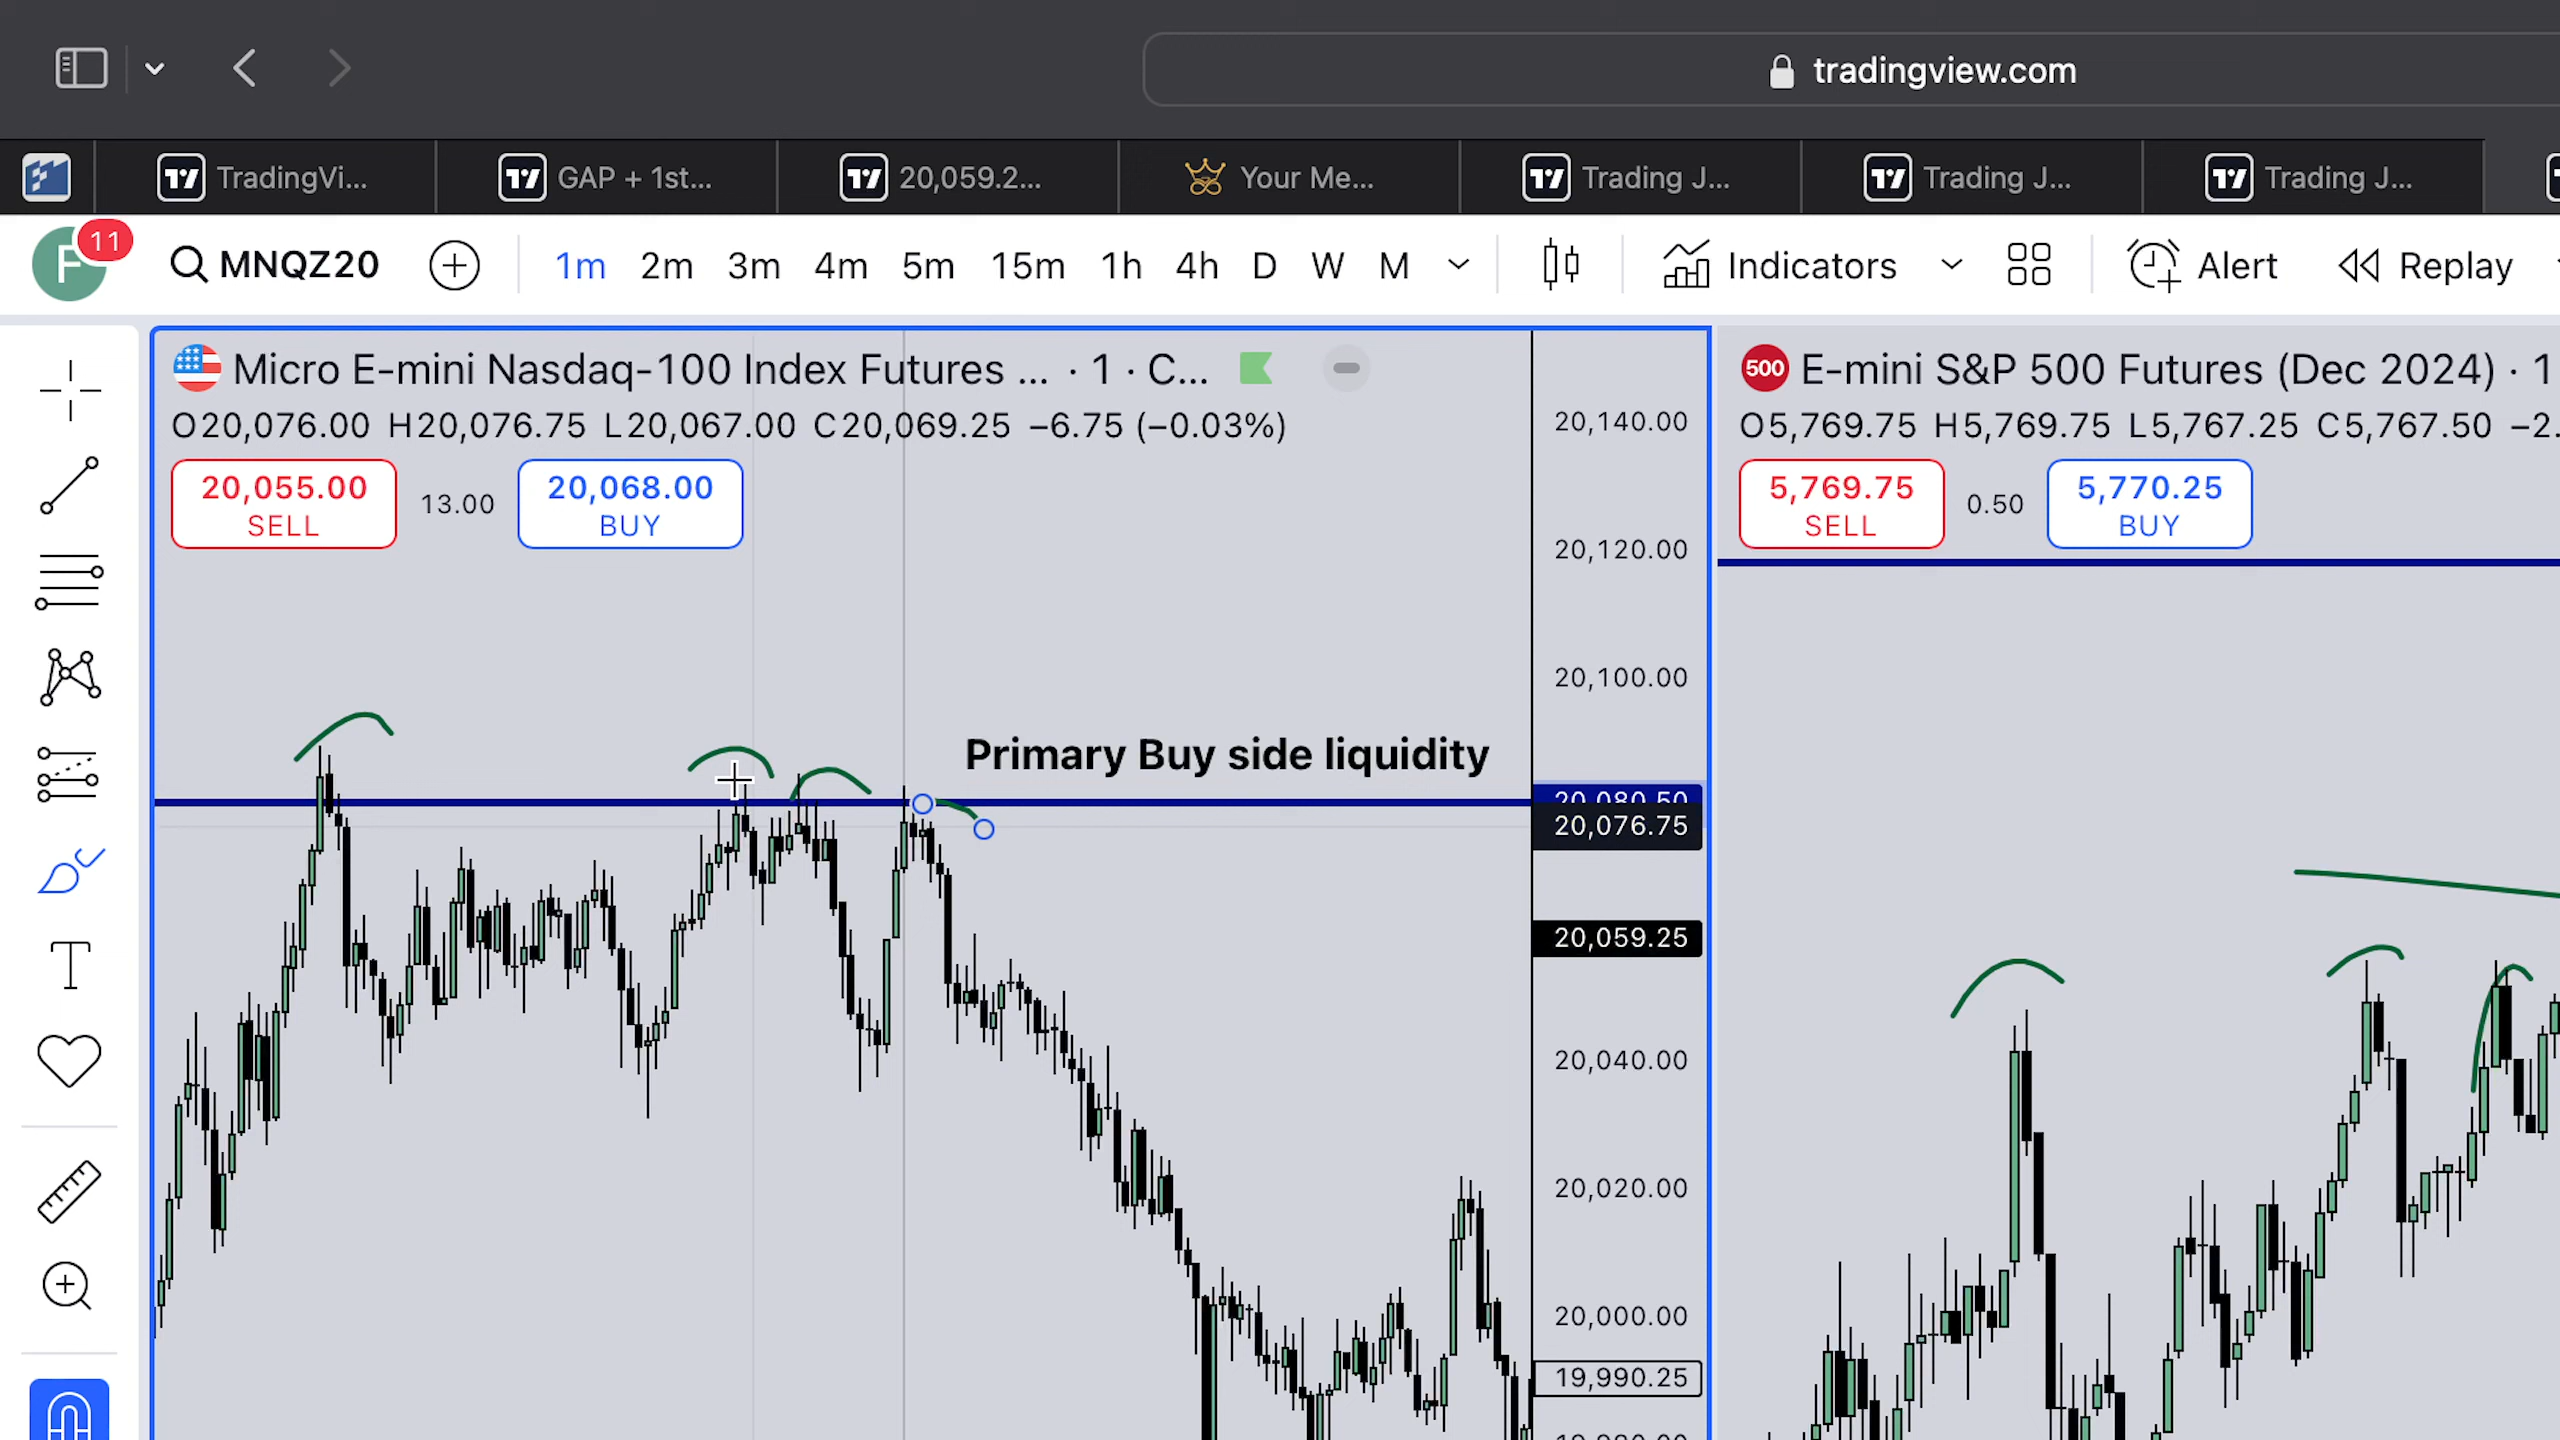 tradingview.com
TradingVi...
GAP + 1st...
20,059.2...
Your Me...
Trading J...
Trading J...
Trading J...
F
11
MNQZ20
1m 2m 3m 4m 5m 15m 1h 4h D W M
Indicators
Alert
Replay
Micro E-mini Nasdaq-100 Index Futures ... · 1 · C...
O20,076.00 H20,076.75 L20,067.00 C20,069.25 −6.75 (−0.03%)
20,055.00
SELL
13.00
20,068.00
BUY
500
E-mini S&P 500 Futures (Dec 2024) · 1
O5,769.75 H5,769.75 L5,767.25 C5,767.50 −2.
5,769.75
SELL
0.50
5,770.25
BUY
Primary Buy side liquidity
20,140.00
20,120.00
20,100.00
20,080.50
20,076.75
20,059.25
20,040.00
20,020.00
20,000.00
19,990.25